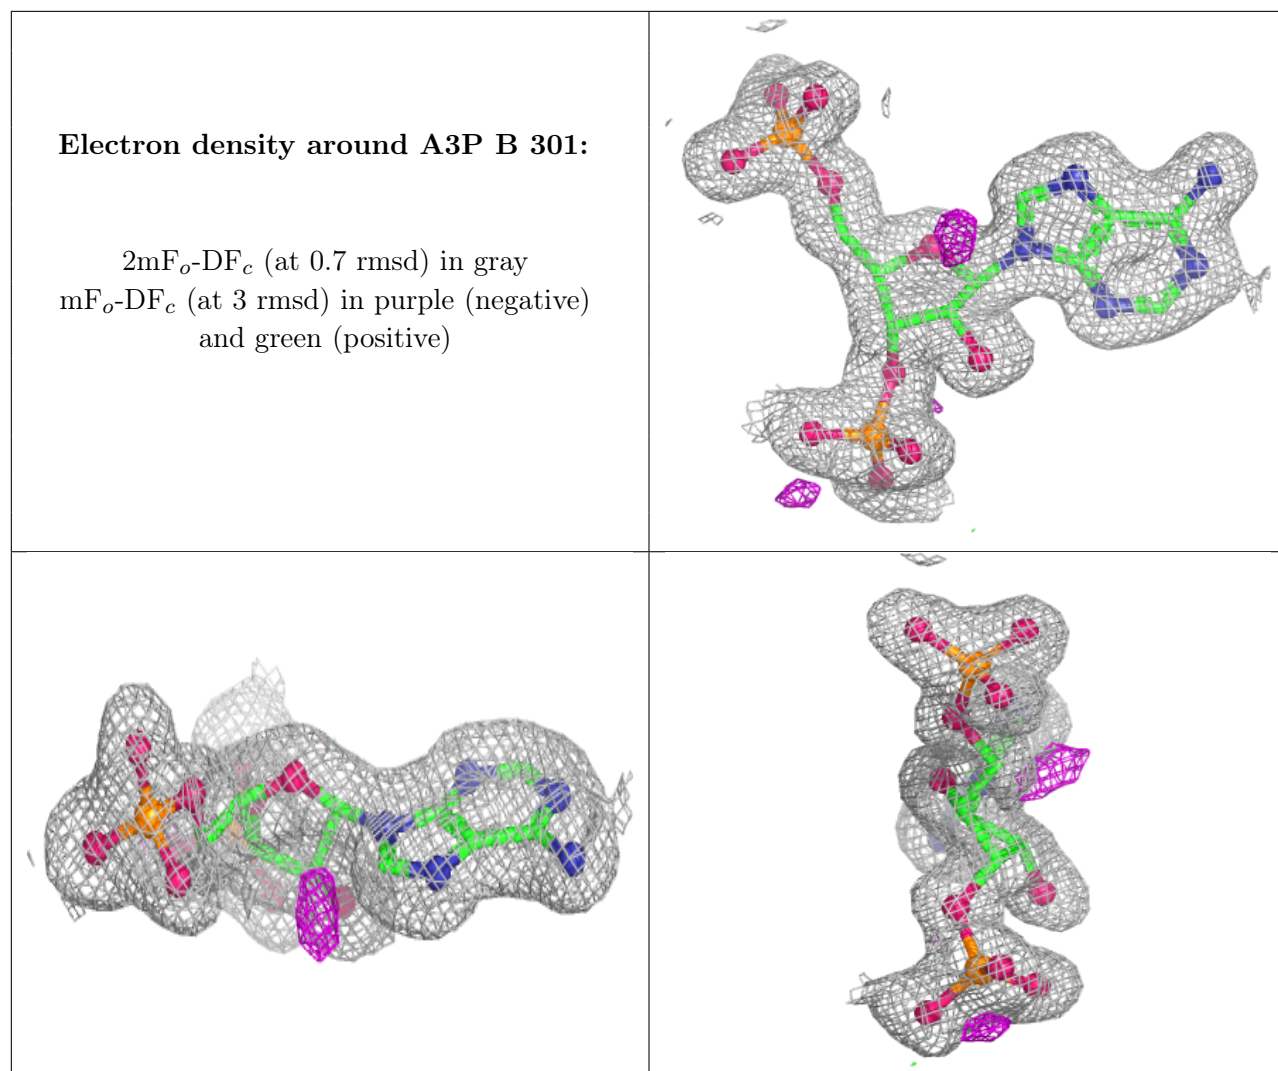 Electron density around A3P B 301:
2mFo-DFc (at 0.7 rmsd) in gray
mFo-DFc (at 3 rmsd) in purple (negative)
and green (positive)